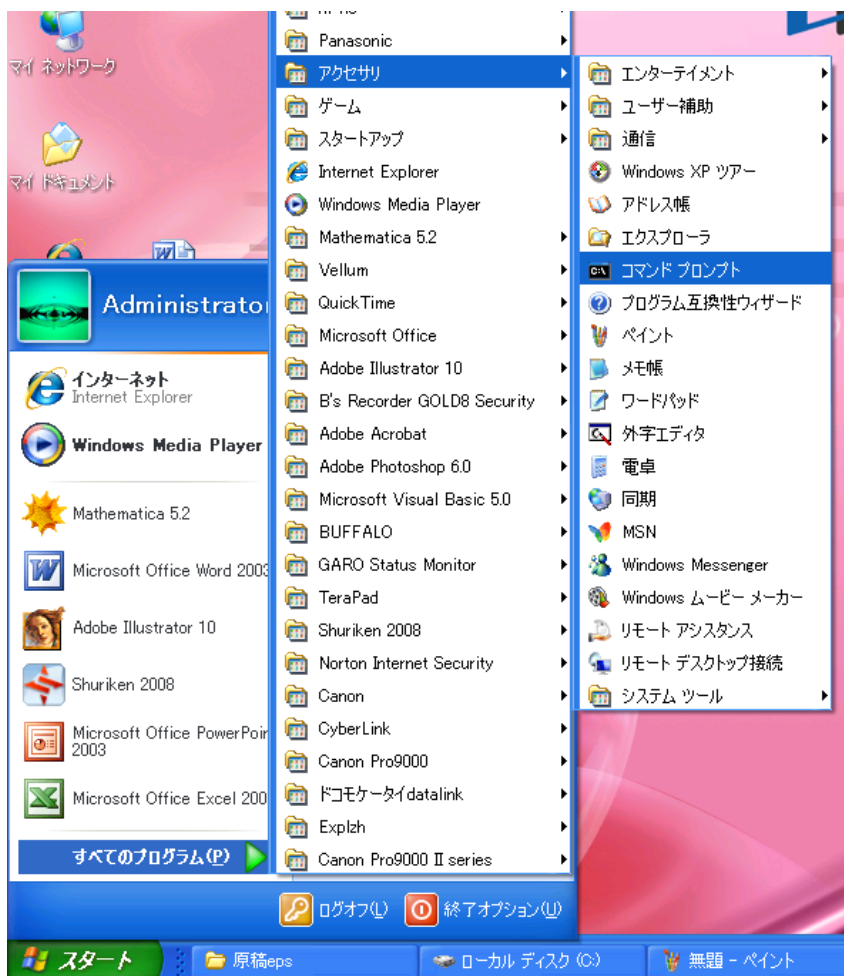 マイ ネットワーク
マイ ドキュメント
Administrator
インターネット
Internet Explorer
Windows Media Player
Mathematica 5.2
Microsoft Office Word 2003
Adobe Illustrator 10
Shuriken 2008
Microsoft Office PowerPoir
2003
Microsoft Office Excel 200
すべてのプログラム(P)
Panasonic
アクセサリ
ゲーム
スタートアップ
Internet Explorer
Windows Media Player
Mathematica 5.2
Vellum
QuickTime
Microsoft Office
Adobe Illustrator 10
B's Recorder GOLD8 Security
Adobe Acrobat
Adobe Photoshop 6.0
Microsoft Visual Basic 5.0
BUFFALO
GARO Status Monitor
TeraPad
Shuriken 2008
Norton Internet Security
Canon
CyberLink
Canon Pro9000
ドコモケータイdatalink
Explzh
Canon Pro9000 II series
エンターテイメント
ユーザー補助
通信
Windows XP ツアー
アドレス帳
エクスプローラ
コマンド プロンプト
プログラム互換性ウィザード
ペイント
メモ帳
ワードパッド
外字エディタ
電卓
同期
MSN
Windows Messenger
Windows ムービー メーカー
リモート アシスタンス
リモート デスクトップ接続
システム ツール
ログオフ(L)
終了オプション(U)
スタート
原稿eps
ローカル ディスク (C:)
無題 - ペイント